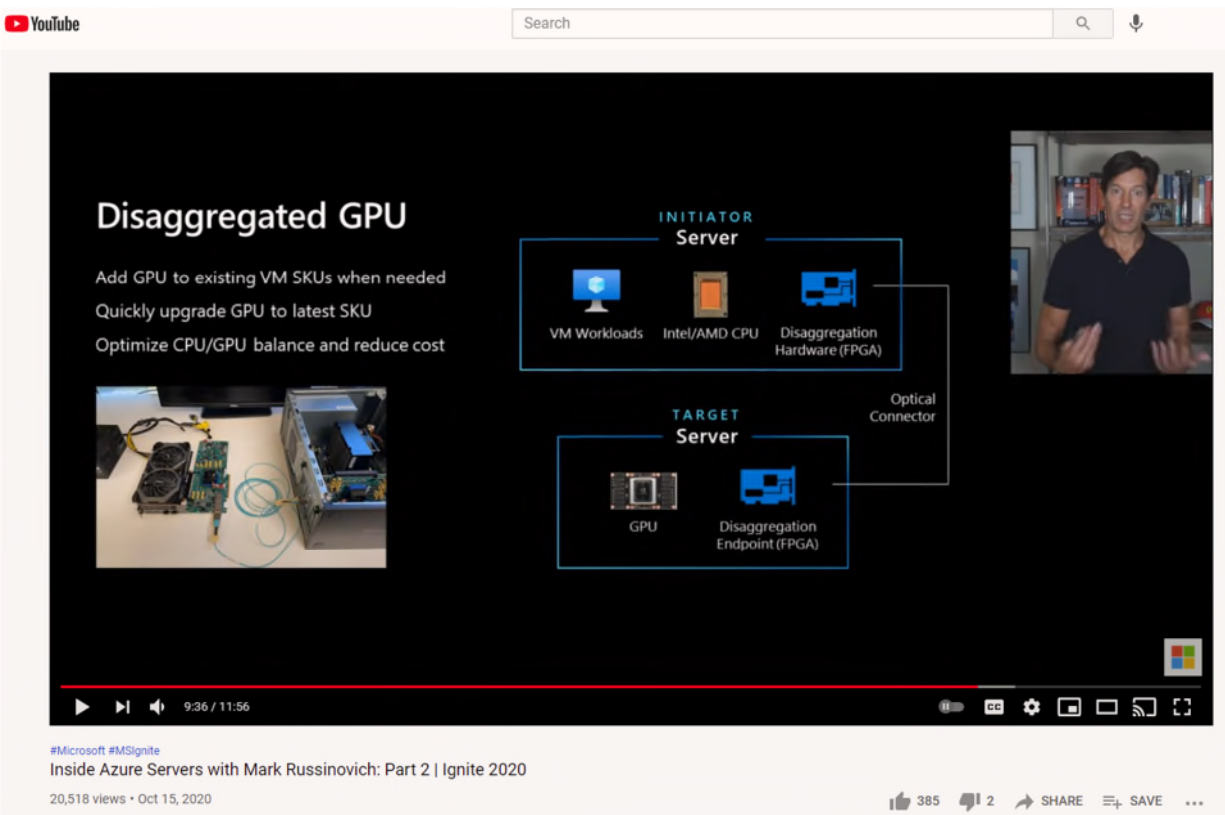 YouTube
Search
Disaggregated GPU
Add GPU to existing VM SKUs when needed
Quickly upgrade GPU to latest SKU
Optimize CPU/GPU balance and reduce cost
INITIATOR
Server
VM Workloads
Intel/AMD CPU
Disaggregation
Hardware (FPGA)
Optical
Connector
TARGET
Server
GPU
Disaggregation
Endpoint (FPGA)
9:36 / 11:56
CC
#Microsoft #MSIgnite
Inside Azure Servers with Mark Russinovich: Part 2 | Ignite 2020
20,518 views • Oct 15, 2020
385
2
SHARE
SAVE